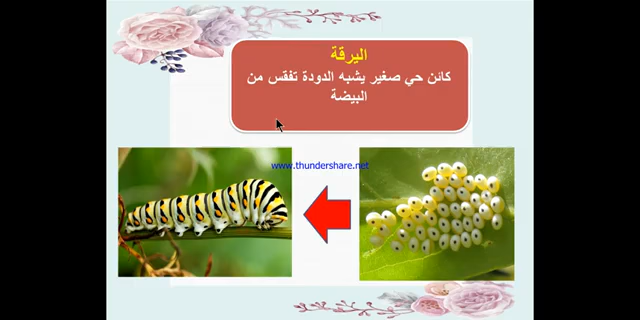 اليرقة
كائن حي صغير يشبه الدودة تفقس من
البيضة
www.thundershare.net